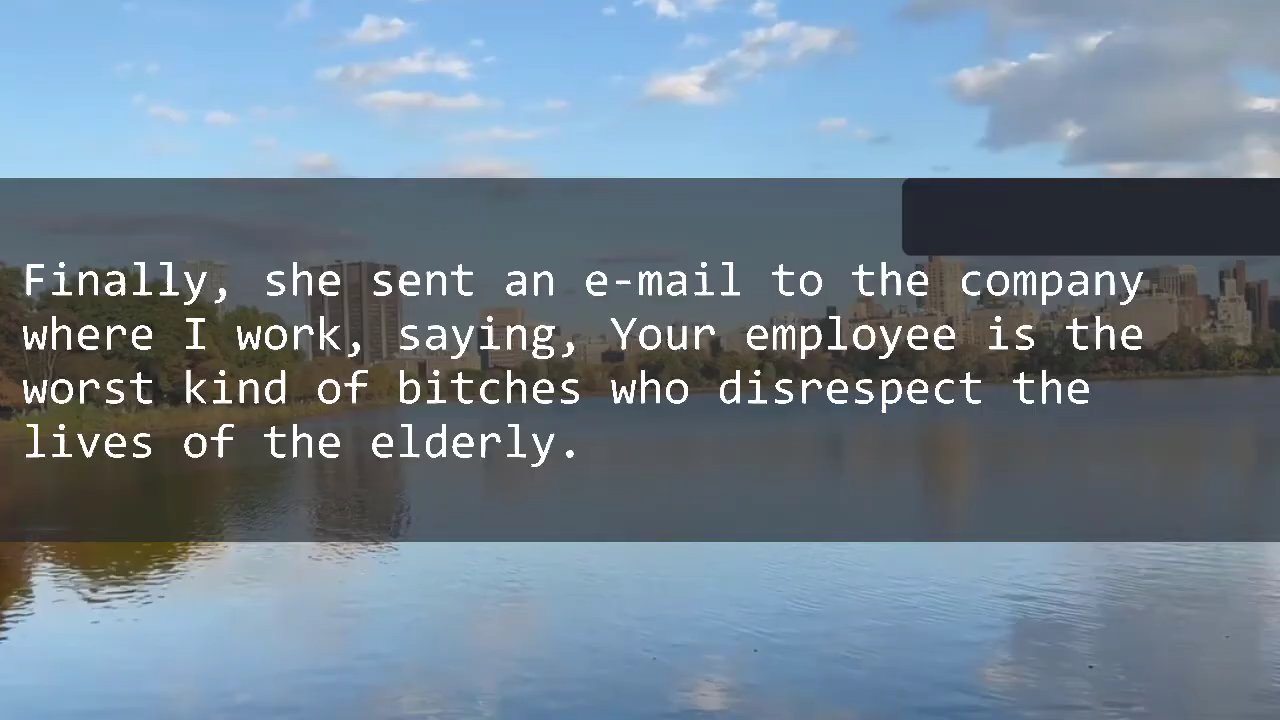 Finally, she sent an e-mail to the company
where I work, saying, Your employee is the
worst kind of bitches who disrespect the
lives of the elderly.